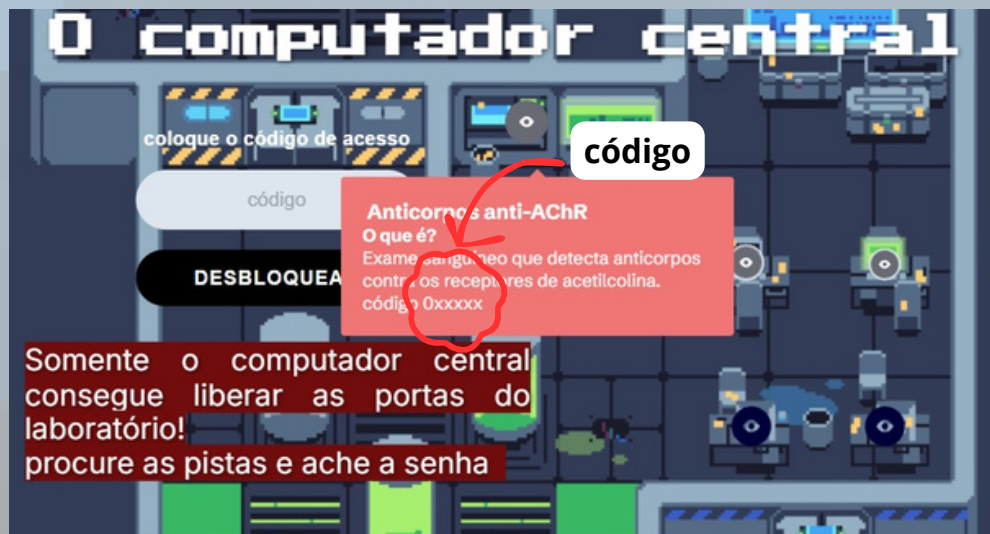 O computador central
coloque o código de acesso
código
código
Anticorpos anti-AChR
O que é?
Exame sanguíneo que detecta anticorpos
contra os receptores de acetilcolina.
código 0xxxxx
DESBLOQUEA
Somente o computador central
consegue liberar as portas do
laboratório!
procure as pistas e ache a senha